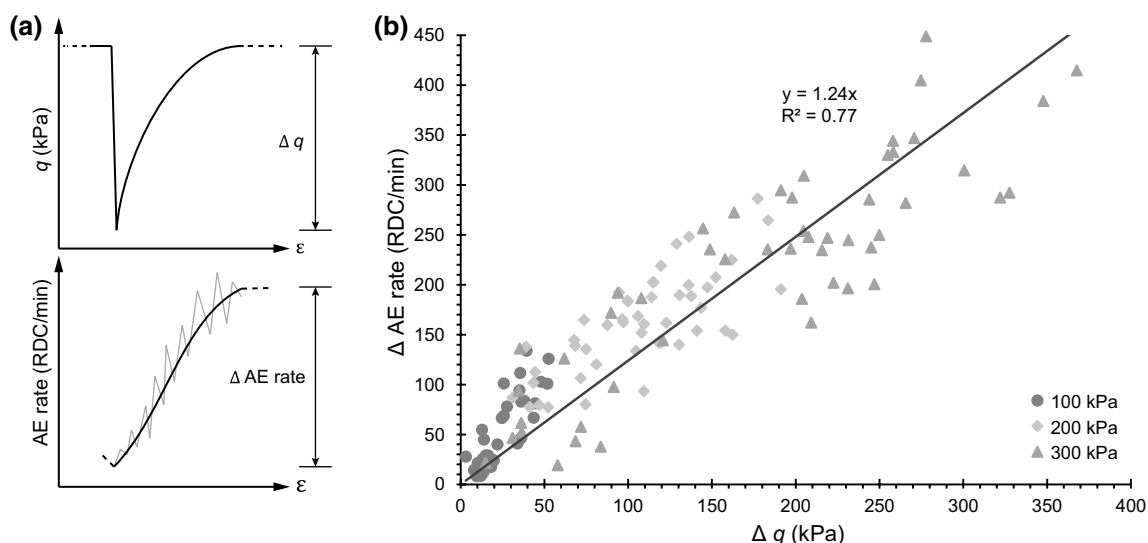 (a)
q (kPa)
Δ q
ε
AE rate (RDC/min)
Δ AE rate
ε
(b)
450
400
350
300
250
200
150
100
50
0
Δ AE rate (RDC/min)
y = 1.24x
R² = 0.77
100 kPa
200 kPa
300 kPa
0 50 100 150 200 250 300 350 400
Δ q (kPa)